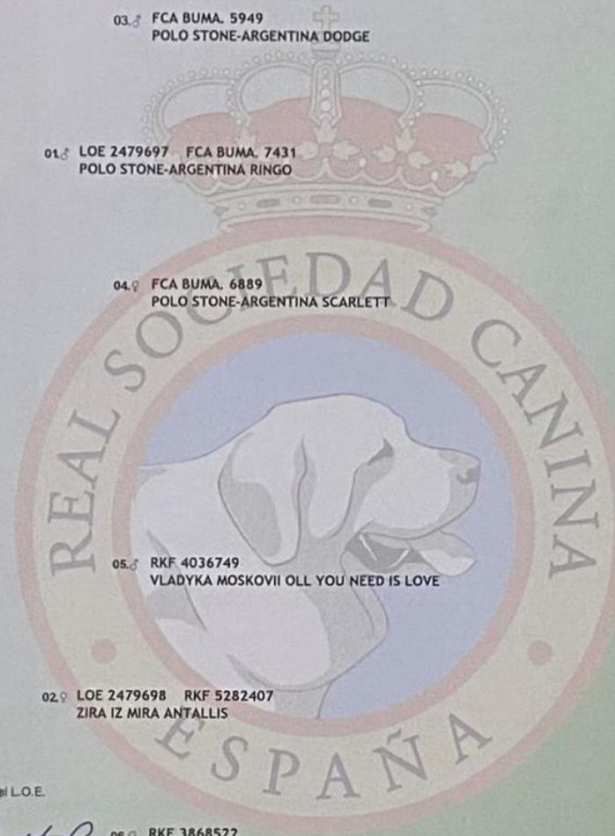 03.♂ FCA BUMA. 5949
POLO STONE-ARGENTINA DODGE
01.♂ LOE 2479697 FCA BUMA. 7431
POLO STONE-ARGENTINA RINGO
04.♀ FCA BUMA. 6889
POLO STONE-ARGENTINA SCARLETT
REAL SOCIEDAD CANINA
05.♂ RKF 4036749
VLADYKA MOSKOVII OLL YOU NEED IS LOVE
02.♀ LOE 2479698 RKF 5282407
ZIRA IZ MIRA ANTALLIS
ESPAÑA
L.O.E.
RKF 3868522